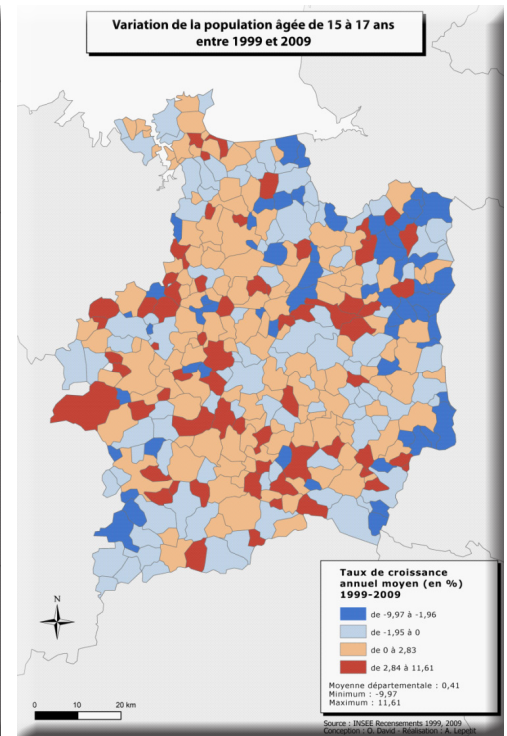 Variation de la population âgée de 15 à 17 ans
entre 1999 et 2009
N
0 10 20 km
Taux de croissance
annuel moyen (en %)
1999-2009
de -9,97 à -1,96
de -1,95 à 0
de 0 à 2,83
de 2,84 à 11,61
Moyenne départementale : 0,41
Minimum : -9,97
Maximum : 11,61
Source : INSEE Recensements 1999, 2009
Conception : O. David - Réalisation : A. Lepetit